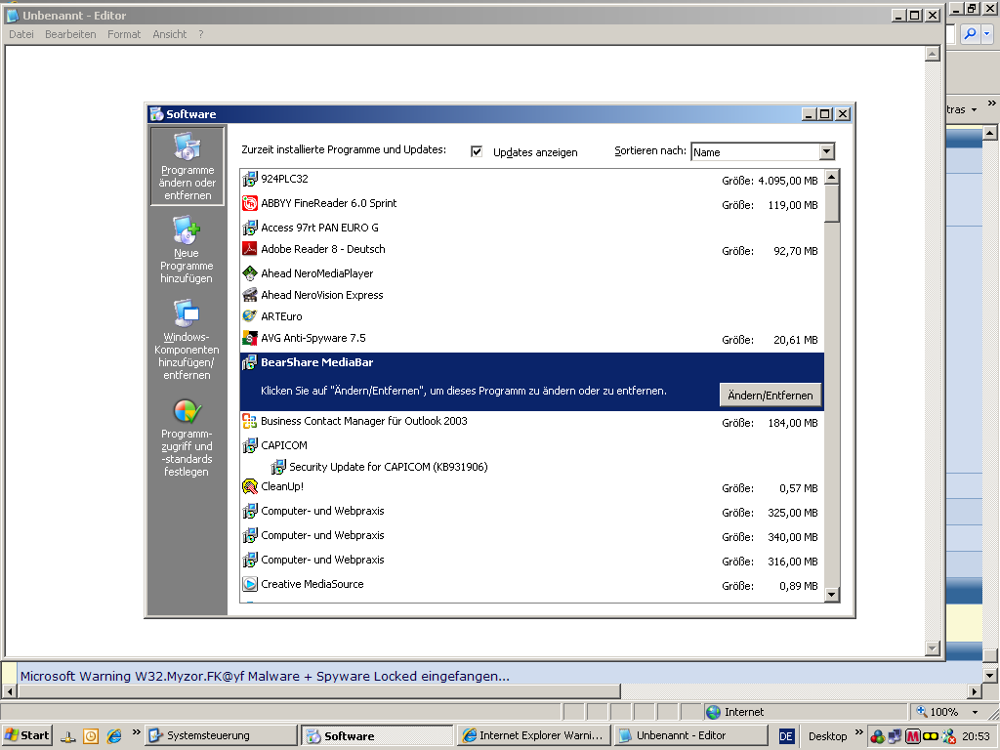 Unbenannt - Editor
Datei Bearbeiten Format Ansicht ?
tras
Software
Programme
ändern oder
entfernen
Neue
Programme
hinzufügen
Windows-
Komponenten
hinzufügen/
entfernen
Programm-
zugriff und
-standards
festlegen
Zurzeit installierte Programme und Updates:
Updates anzeigen
Sortieren nach: Name
924PLC32 Größe: 4.095,00 MB
ABBYY FineReader 6.0 Sprint Größe: 119,00 MB
Access 97rt PAN EURO G
Adobe Reader 8 - Deutsch Größe: 92,70 MB
Ahead NeroMediaPlayer
Ahead NeroVision Express
ARTEuro
AVG Anti-Spyware 7.5 Größe: 20,61 MB
BearShare MediaBar
Klicken Sie auf "Ändern/Entfernen", um dieses Programm zu ändern oder zu entfernen. Ändern/Entfernen
Business Contact Manager für Outlook 2003 Größe: 184,00 MB
CAPICOM
Security Update for CAPICOM (KB931906)
CleanUp! Größe: 0,57 MB
Computer- und Webpraxis Größe: 325,00 MB
Computer- und Webpraxis Größe: 340,00 MB
Computer- und Webpraxis Größe: 316,00 MB
Creative MediaSource Größe: 0,89 MB
Microsoft Warning W32.Myzor.FK@yf Malware + Spyware Locked eingefangen...
Internet 100%
Start Systemsteuerung Software Internet Explorer Warni... Unbenannt - Editor DE Desktop 20:53